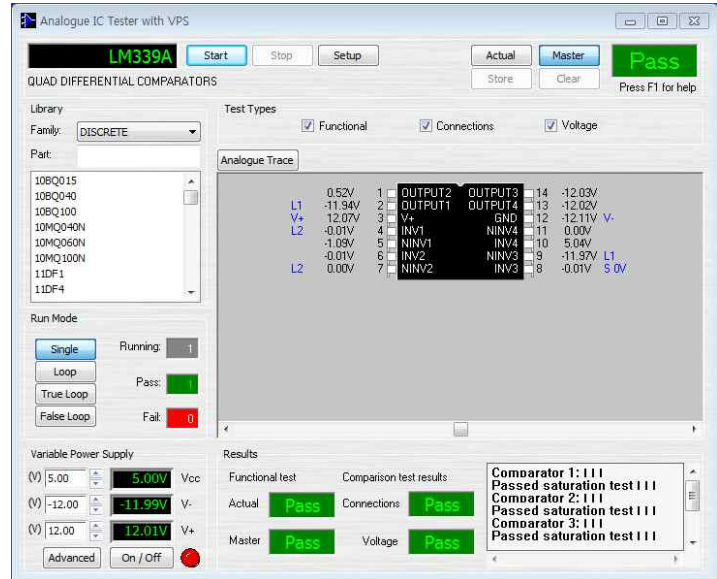 Analogue IC Tester with VPS
LM339A Start Stop Setup Actual Master Pass
Store Clear
QUAD DIFFERENTIAL COMPARATORS Press F1 for help
Library
Family: DISCRETE
Part:
10BQ015
10BQ040
10BQ100
10MQ040N
10MQ060N
10MQ100N
11DF1
11DF4
Test Types
Functional Connections Voltage
Analogue Trace
0.52V 1 OUTPUT2 OUTPUT3 14 -12.03V
L1 -11.94V 2 OUTPUT1 OUTPUT4 13 -12.02V
V+ 12.07V 3 V+ GND 12 -12.11V V-
L2 -0.01V 4 INV1 NINV4 11 0.00V
-1.09V 5 NINV1 INV4 10 5.04V
-0.01V 6 INV2 NINV3 9 -11.97V L1
L2 0.00V 7 NINV2 INV3 8 -0.01V S 0V
Run Mode
Single Running: 1
Loop
True Loop Pass: 1
False Loop Fail: 0
Variable Power Supply
(V) 5.00 5.00V Vcc
(V) -12.00 -11.99V V-
(V) 12.00 12.01V V+
Advanced On / Off
Results
Functional test Comparison test results
Actual Pass Connections Pass
Master Pass Voltage Pass
Comparator 1: I I I
Passed saturation test I I I
Comparator 2: I I I
Passed saturation test I I I
Comparator 3: I I I
Passed saturation test I I I